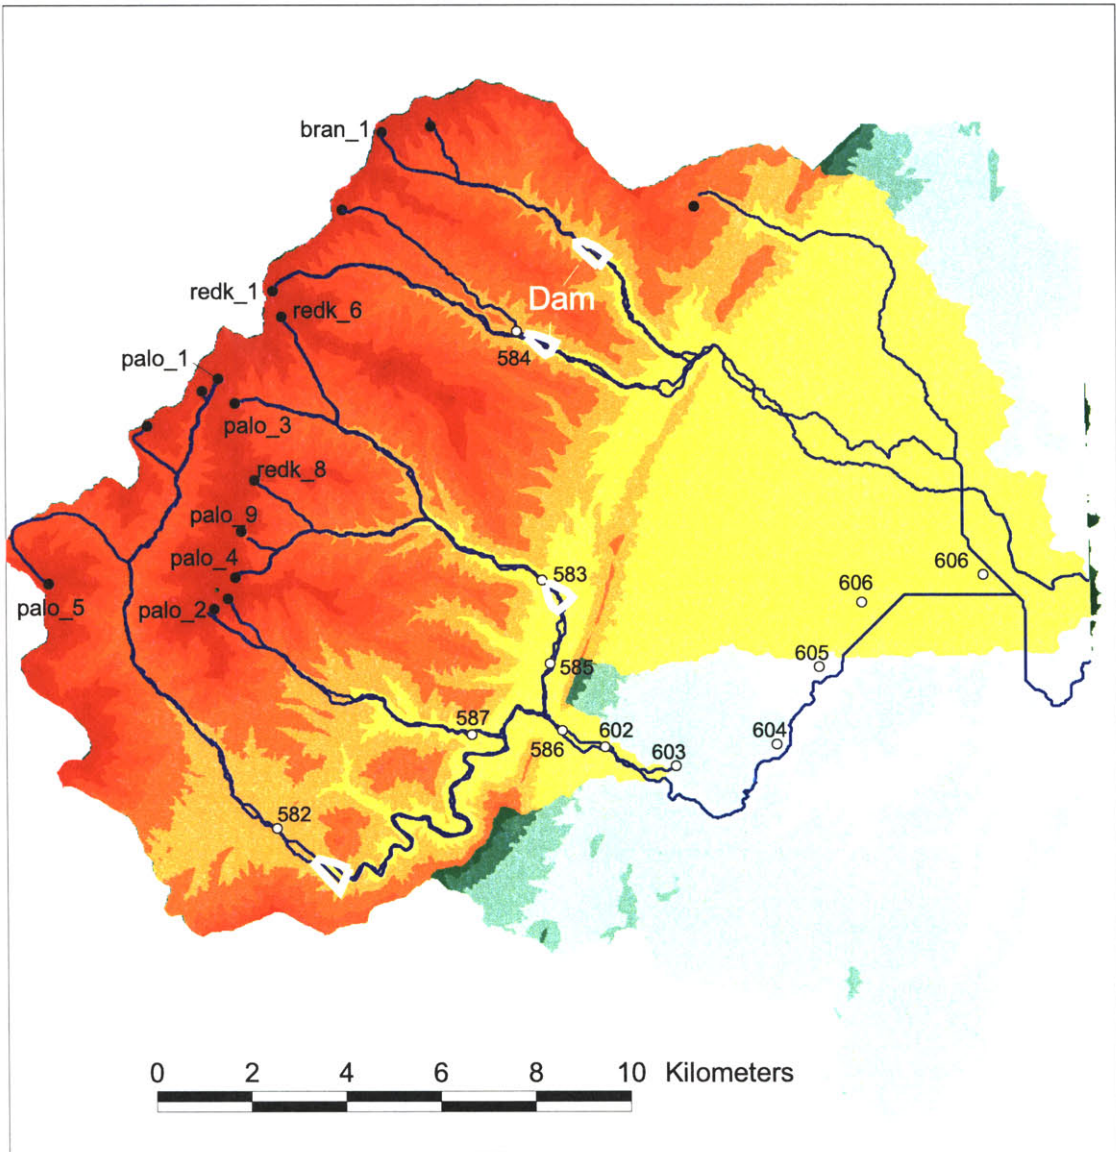 bran_1
redk_1
redk_6
Dam
584
palo_1
palo_3
redk_8
palo_9
palo_4
palo_5
palo_2
583
606
606
585
605
587
586
602
603
604
582
0 2 4 6 8 10 Kilometers